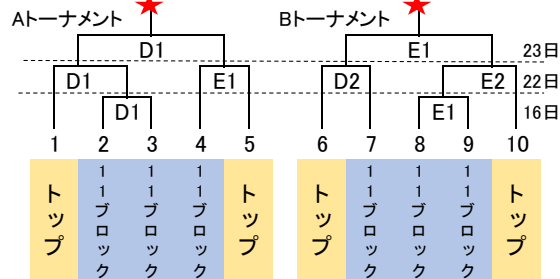 Aトーナメント
Bトーナメント
D1
E1
23日
D1
E1
D2
E2
22日
D1
E1
16日
1
2
3
4
5
6
7
8
9
10
トップ
11ブロック
11ブロック
11ブロック
トップ
トップ
11ブロック
11ブロック
11ブロック
トップ